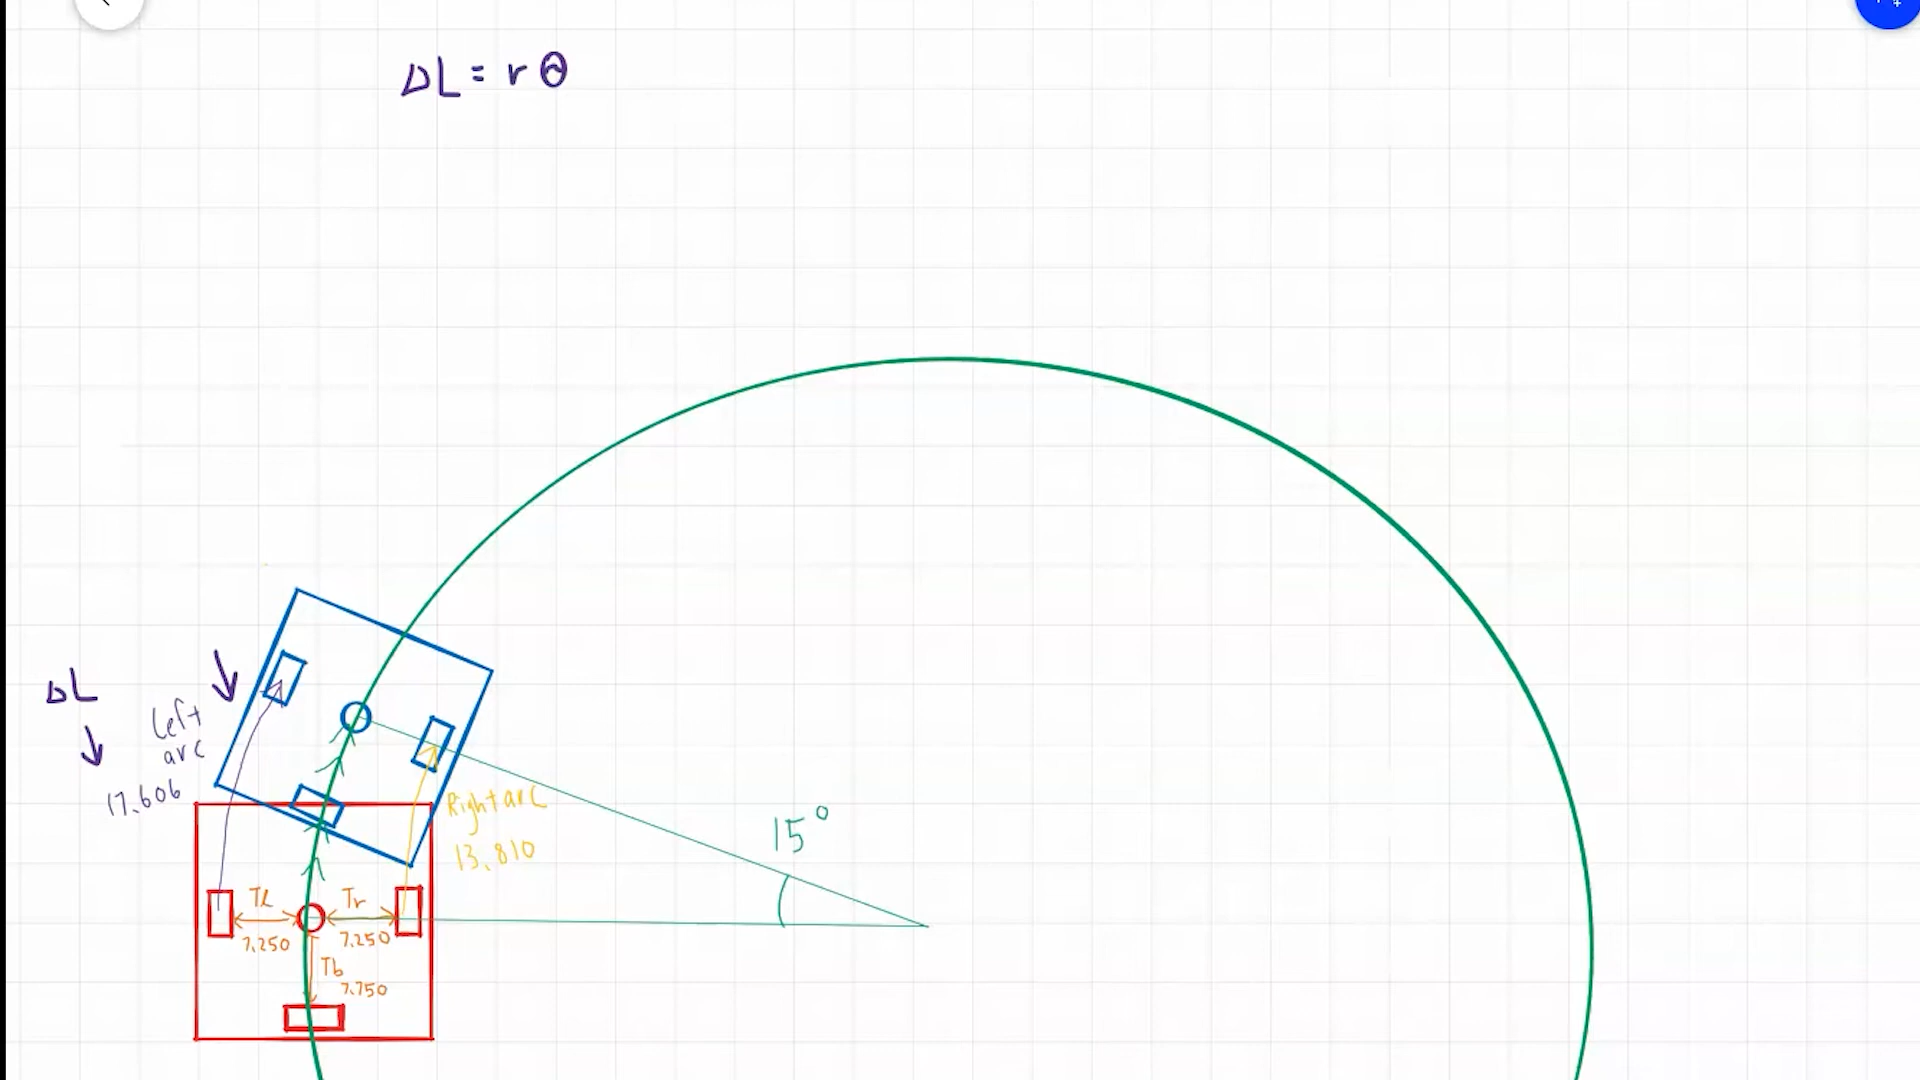 ΔL = r Θ
ΔL
Left
arc
17.606
Right arc
13.810
15°
Tl
Tr
7.250
7.250
Tb
7.750